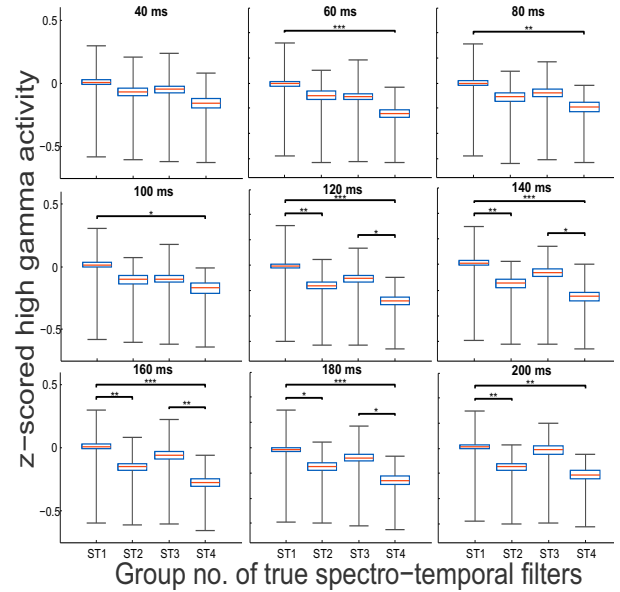 40 ms
60 ms
80 ms
0.5
0
−0.5
***
**
100 ms
120 ms
140 ms
0.5
0
−0.5
*
***
**
*
***
**
*
160 ms
180 ms
200 ms
0.5
0
−0.5
***
**
**
***
*
*
**
**
ST1 ST2 ST3 ST4
ST1 ST2 ST3 ST4
ST1 ST2 ST3 ST4
z−scored high gamma activity
Group no. of true spectro−temporal filters